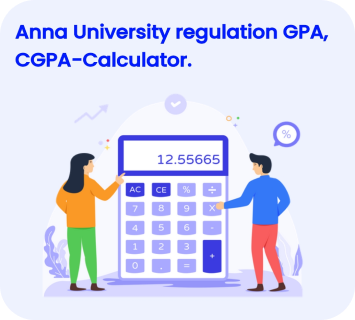 Anna University regulation GPA,
CGPA-Calculator.
%
12.55665
AC CE % ÷
7 8 9 X
4 5 6 -
1 2 3 +
0 . =